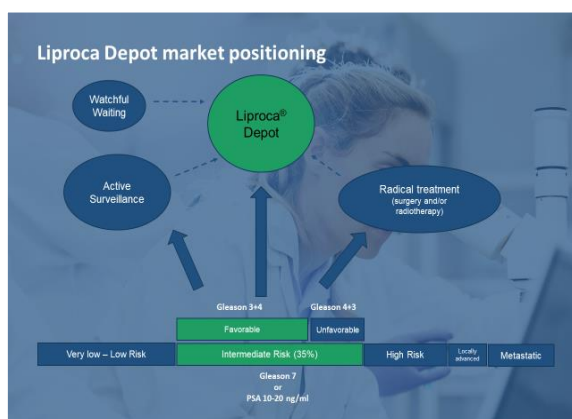 Liproca Depot market positioning
Watchful
Waiting
Liproca®
Depot
Active
Surveillance
Radical treatment
(surgery and/or
radiotherapy)
Gleason 3+4
Gleason 4+3
Favorable
Unfavorable
Very low – Low Risk
Intermediate Risk (35%)
High Risk
Locally
advanced
Metastatic
Gleason 7
or
PSA 10-20 ng/ml